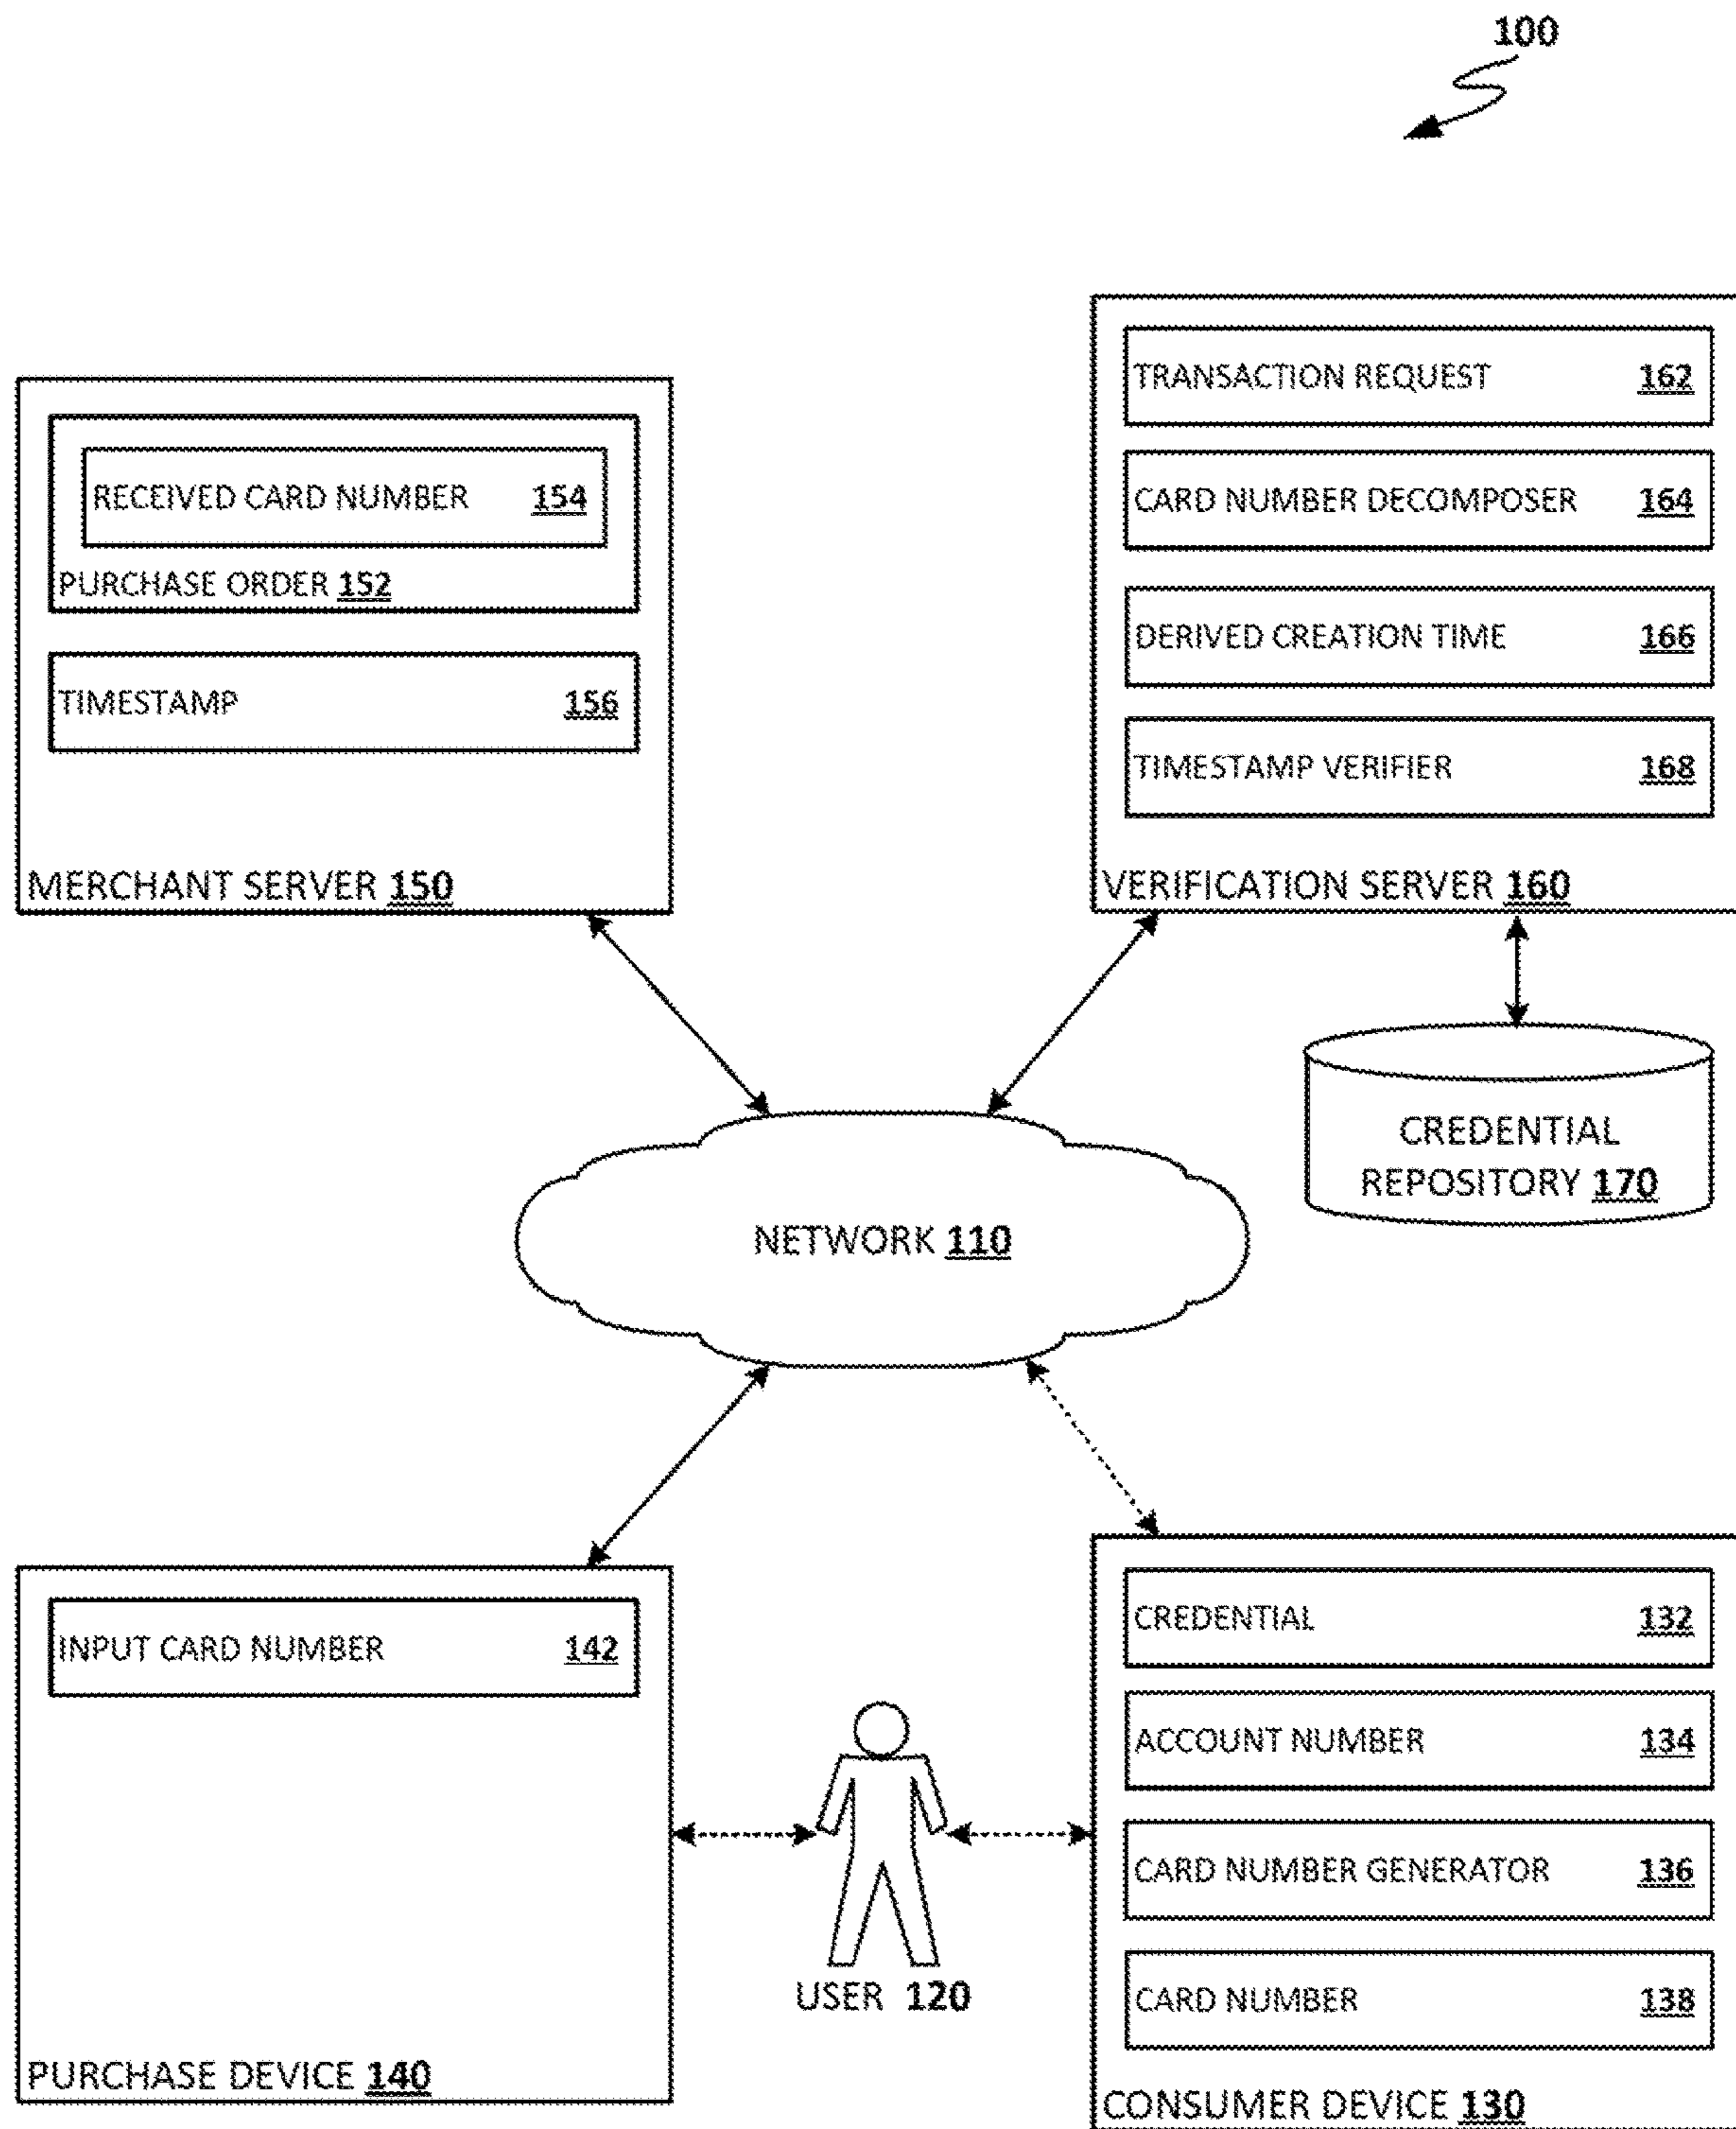 100
RECEIVED CARD NUMBER 154
PURCHASE ORDER 152
TIMESTAMP 156
MERCHANT SERVER 150
TRANSACTION REQUEST 162
CARD NUMBER DECOMPOSER 164
DERIVED CREATION TIME 166
TIMESTAMP VERIFIER 168
VERIFICATION SERVER 160
CREDENTIAL
REPOSITORY 170
NETWORK 110
INPUT CARD NUMBER 142
PURCHASE DEVICE 140
USER 120
CREDENTIAL 132
ACCOUNT NUMBER 134
CARD NUMBER GENERATOR 136
CARD NUMBER 138
CONSUMER DEVICE 130